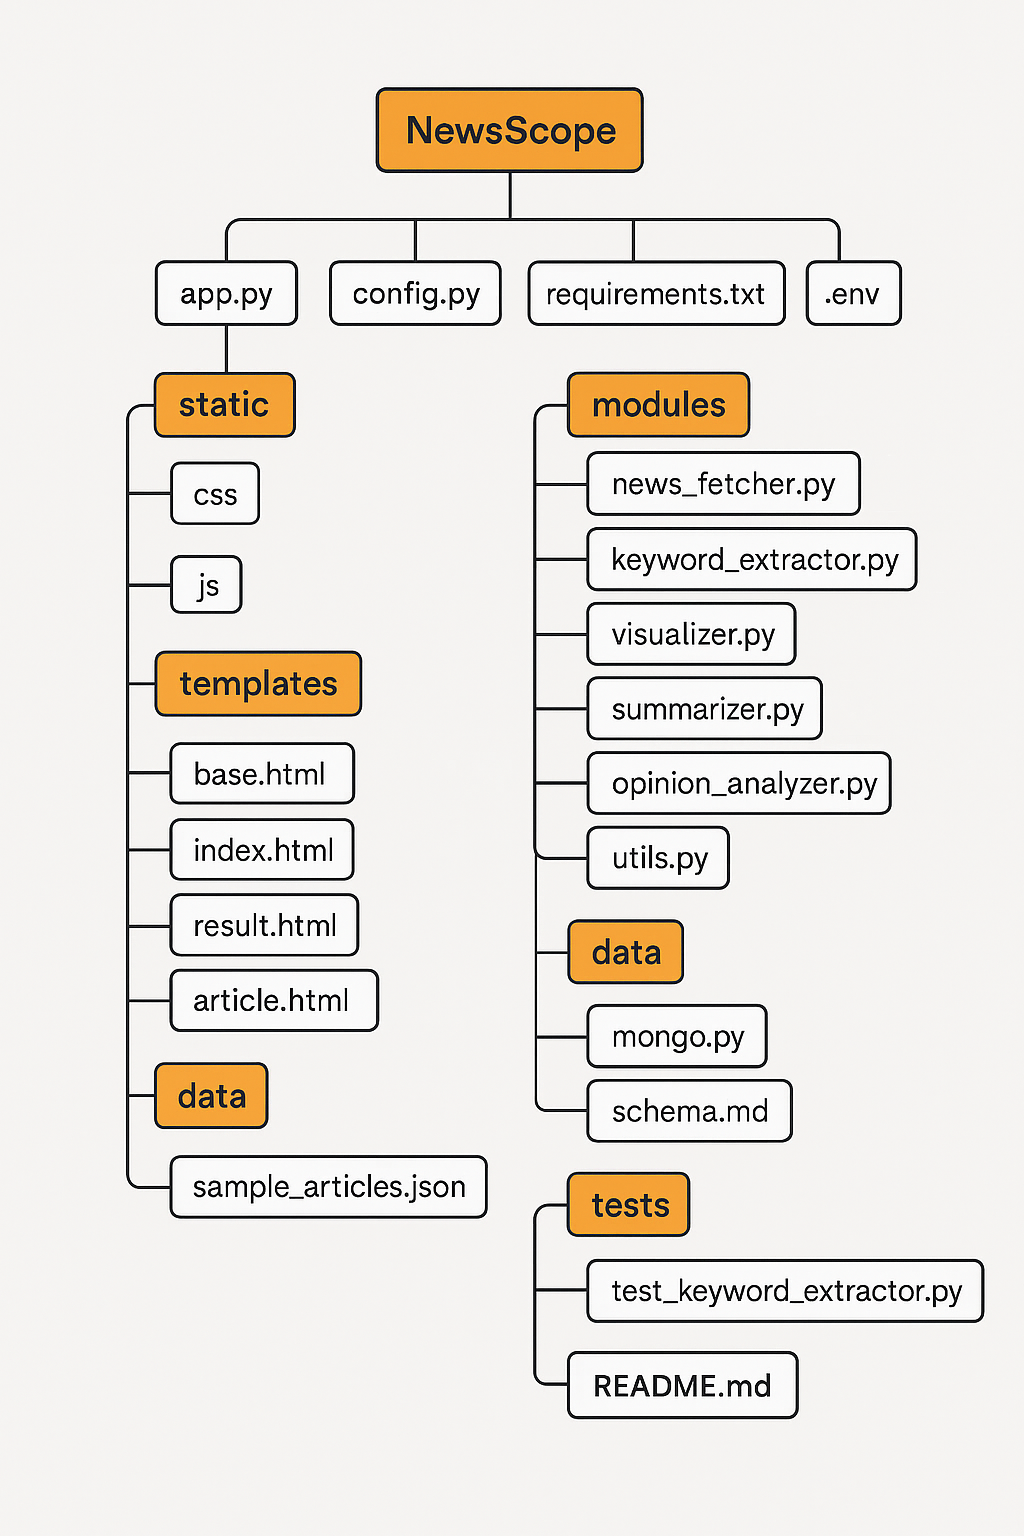 NewsScope
app.py
config.py
requirements.txt
.env
static
css
js
templates
base.html
index.html
result.html
article.html
data
sample_articles.json
modules
news_fetcher.py
keyword_extractor.py
visualizer.py
summarizer.py
opinion_analyzer.py
utils.py
data
mongo.py
schema.md
tests
test_keyword_extractor.py
README.md